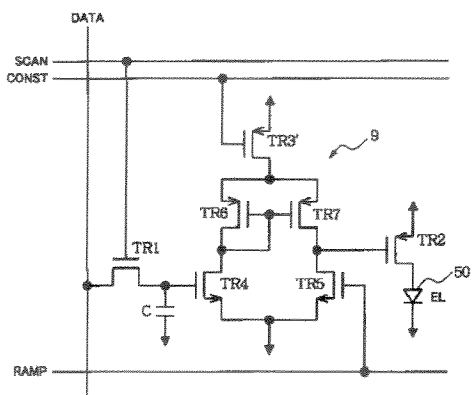 DATA
SCAN
CONST
TR3'
9
TR6
TR7
TR2
TR1
50
TR4
TR5
EL
C
RAMP